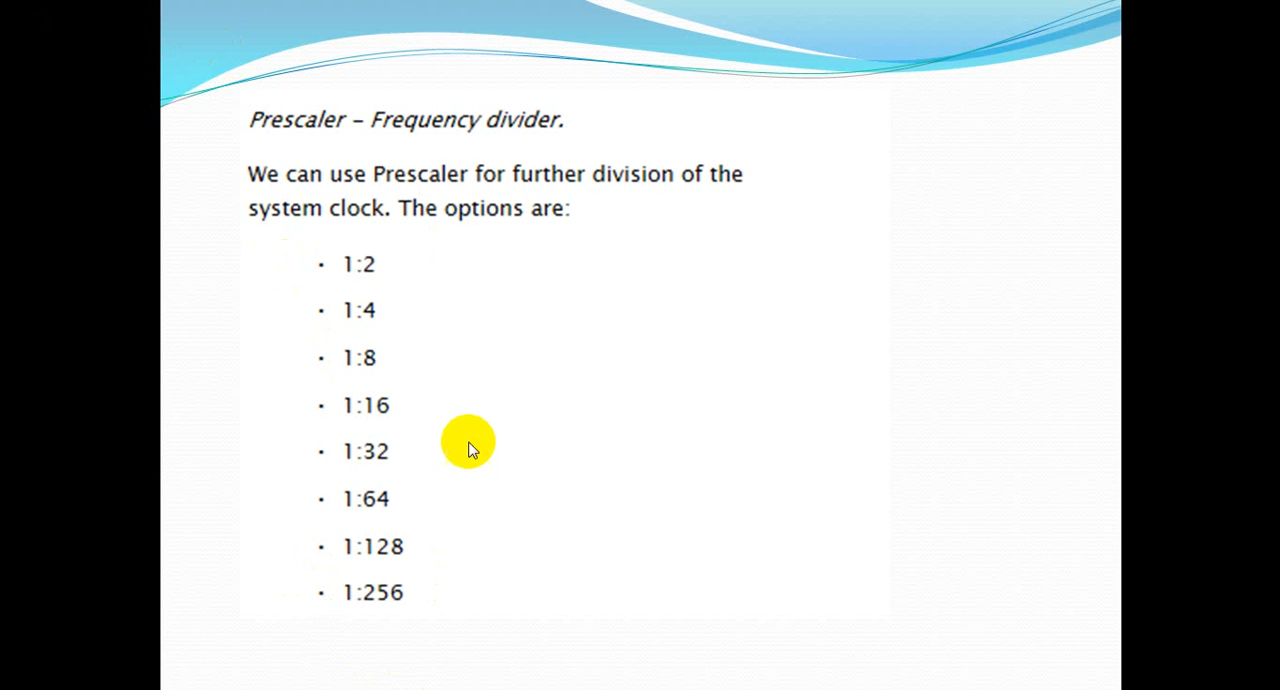 Prescaler – Frequency divider.
We can use Prescaler for further division of the
system clock. The options are:
• 1:2
• 1:4
• 1:8
• 1:16
• 1:32
• 1:64
• 1:128
• 1:256